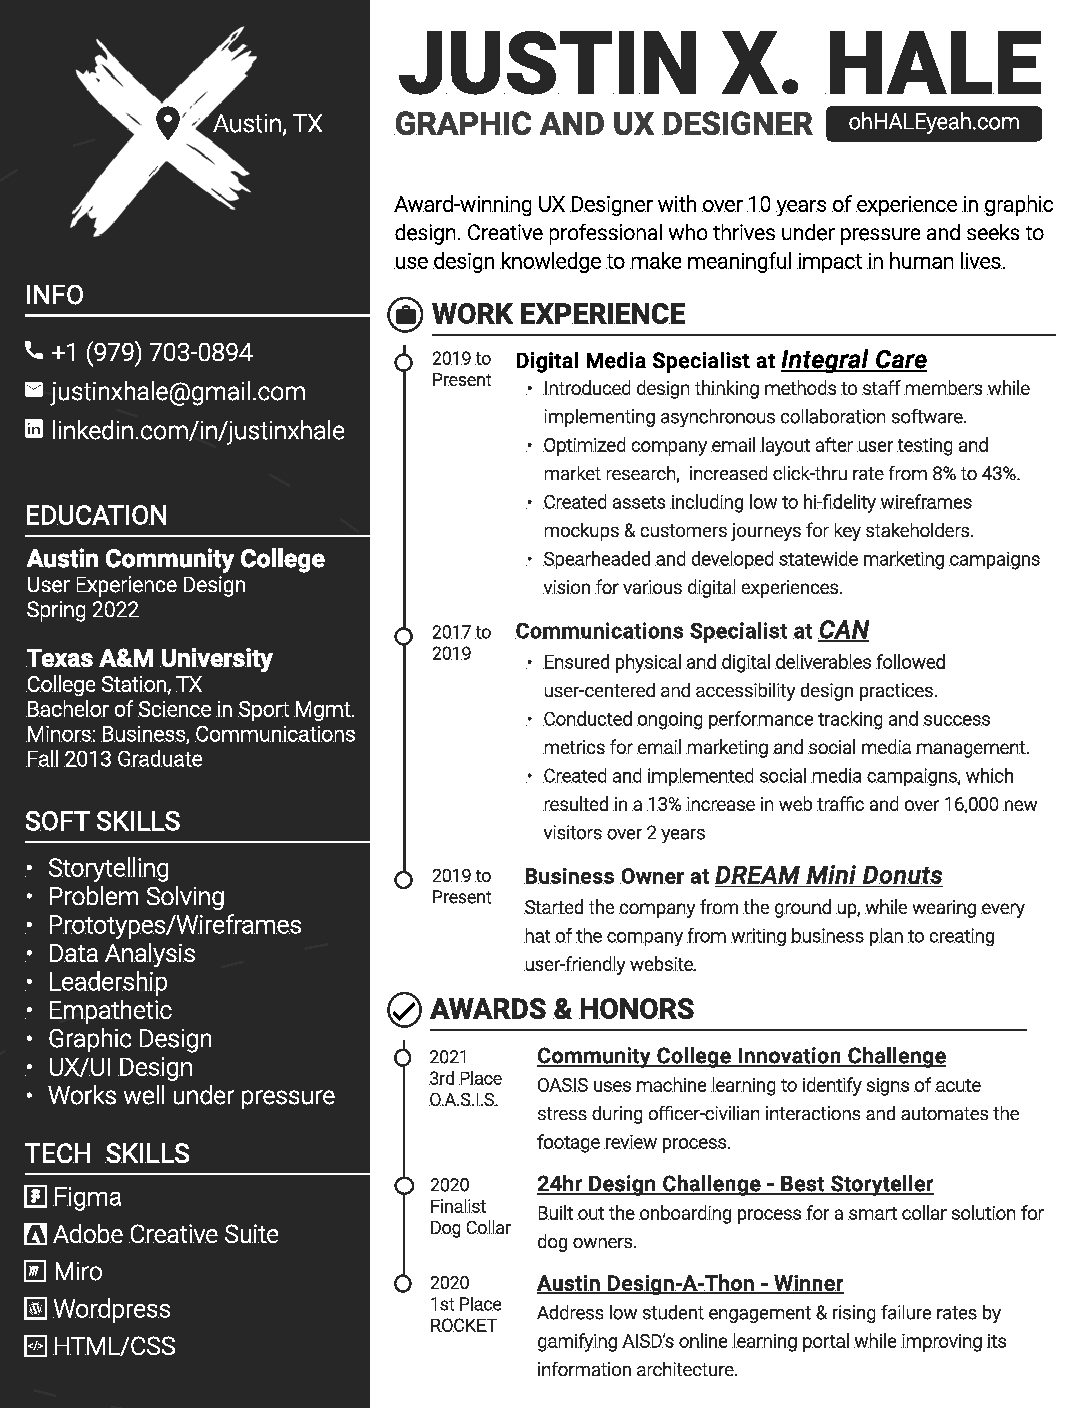 Austin, TX
JUSTIN X. HALE
GRAPHIC AND UX DESIGNER
ohHALEyeah.com
Award-winning UX Designer with over 10 years of experience in graphic
design. Creative professional who thrives under pressure and seeks to
use design knowledge to make meaningful impact in human lives.
INFO
+1 (979) 703-0894
justinxhale@gmail.com
linkedin.com/in/justinxhale
EDUCATION
Austin Community College
User Experience Design
Spring 2022
Texas A&M University
College Station, TX
Bachelor of Science in Sport Mgmt.
Minors: Business, Communications
Fall 2013 Graduate
SOFT SKILLS
• Storytelling
• Problem Solving
• Prototypes/Wireframes
• Data Analysis
• Leadership
• Empathetic
• Graphic Design
• UX/UI Design
• Works well under pressure
TECH SKILLS
Figma
Adobe Creative Suite
Miro
Wordpress
HTML/CSS
WORK EXPERIENCE
2019 to
Present
Digital Media Specialist at Integral Care
• Introduced design thinking methods to staff members while
implementing asynchronous collaboration software.
• Optimized company email layout after user testing and
market research, increased click-thru rate from 8% to 43%.
• Created assets including low to hi-fidelity wireframes
mockups & customers journeys for key stakeholders.
• Spearheaded and developed statewide marketing campaigns
vision for various digital experiences.
2017 to
2019
Communications Specialist at CAN
• Ensured physical and digital deliverables followed
user-centered and accessibility design practices.
• Conducted ongoing performance tracking and success
metrics for email marketing and social media management.
• Created and implemented social media campaigns, which
resulted in a 13% increase in web traffic and over 16,000 new
visitors over 2 years
2019 to
Present
Business Owner at DREAM Mini Donuts
Started the company from the ground up, while wearing every
hat of the company from writing business plan to creating
user-friendly website.
AWARDS & HONORS
2021
3rd Place
O.A.S.I.S.
Community College Innovation Challenge
OASIS uses machine learning to identify signs of acute
stress during officer-civilian interactions and automates the
footage review process.
2020
Finalist
Dog Collar
24hr Design Challenge - Best Storyteller
Built out the onboarding process for a smart collar solution for
dog owners.
2020
1st Place
ROCKET
Austin Design-A-Thon - Winner
Address low student engagement & rising failure rates by
gamifying AISD's online learning portal while improving its
information architecture.